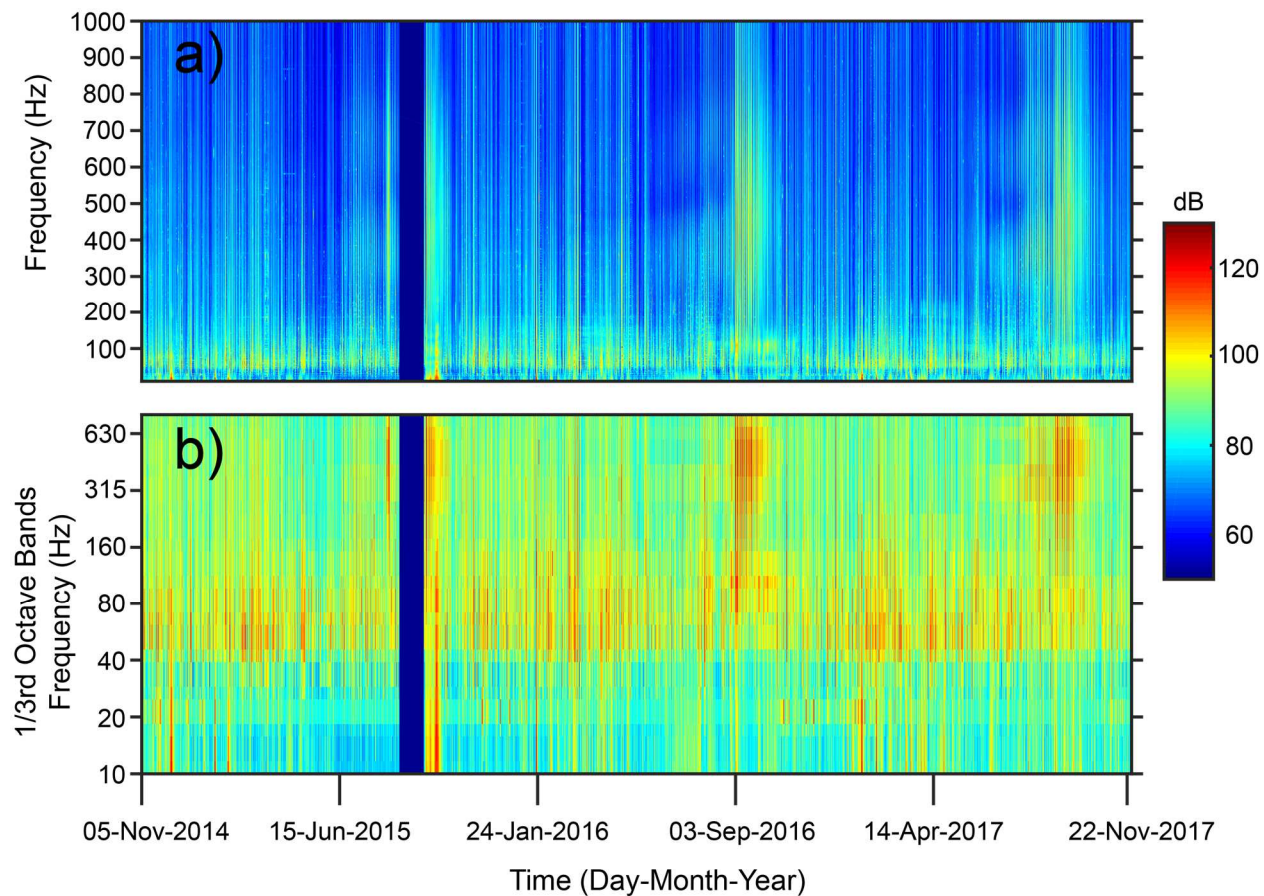 a)
Frequency (Hz)
1000
900
800
700
600
500
400
300
200
100
dB
120
100
80
60
b)
1/3rd Octave Bands
Frequency (Hz)
630
315
160
80
40
20
10
05-Nov-2014 15-Jun-2015 24-Jan-2016 03-Sep-2016 14-Apr-2017 22-Nov-2017
Time (Day-Month-Year)